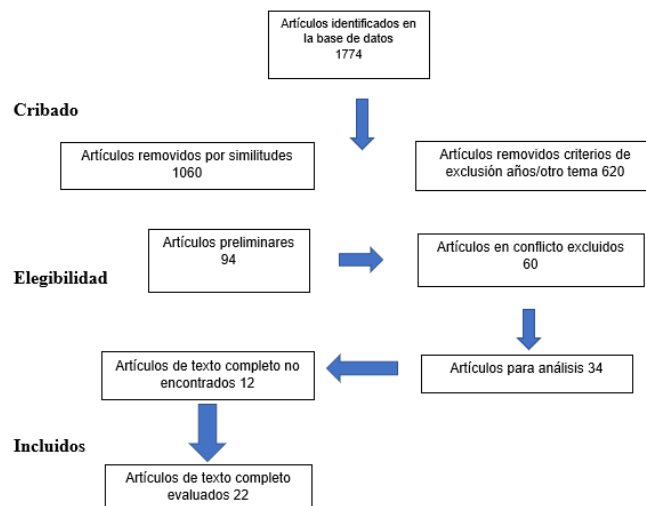 Artículos identificados en
la base de datos
1774
Cribado
Artículos removidos por similitudes
1060
Artículos removidos criterios de
exclusión años/otro tema 620
Artículos preliminares
94
Artículos en conflicto excluidos
60
Elegibilidad
Artículos de texto completo no
encontrados 12
Artículos para análisis 34
Incluidos
Artículos de texto completo
evaluados 22